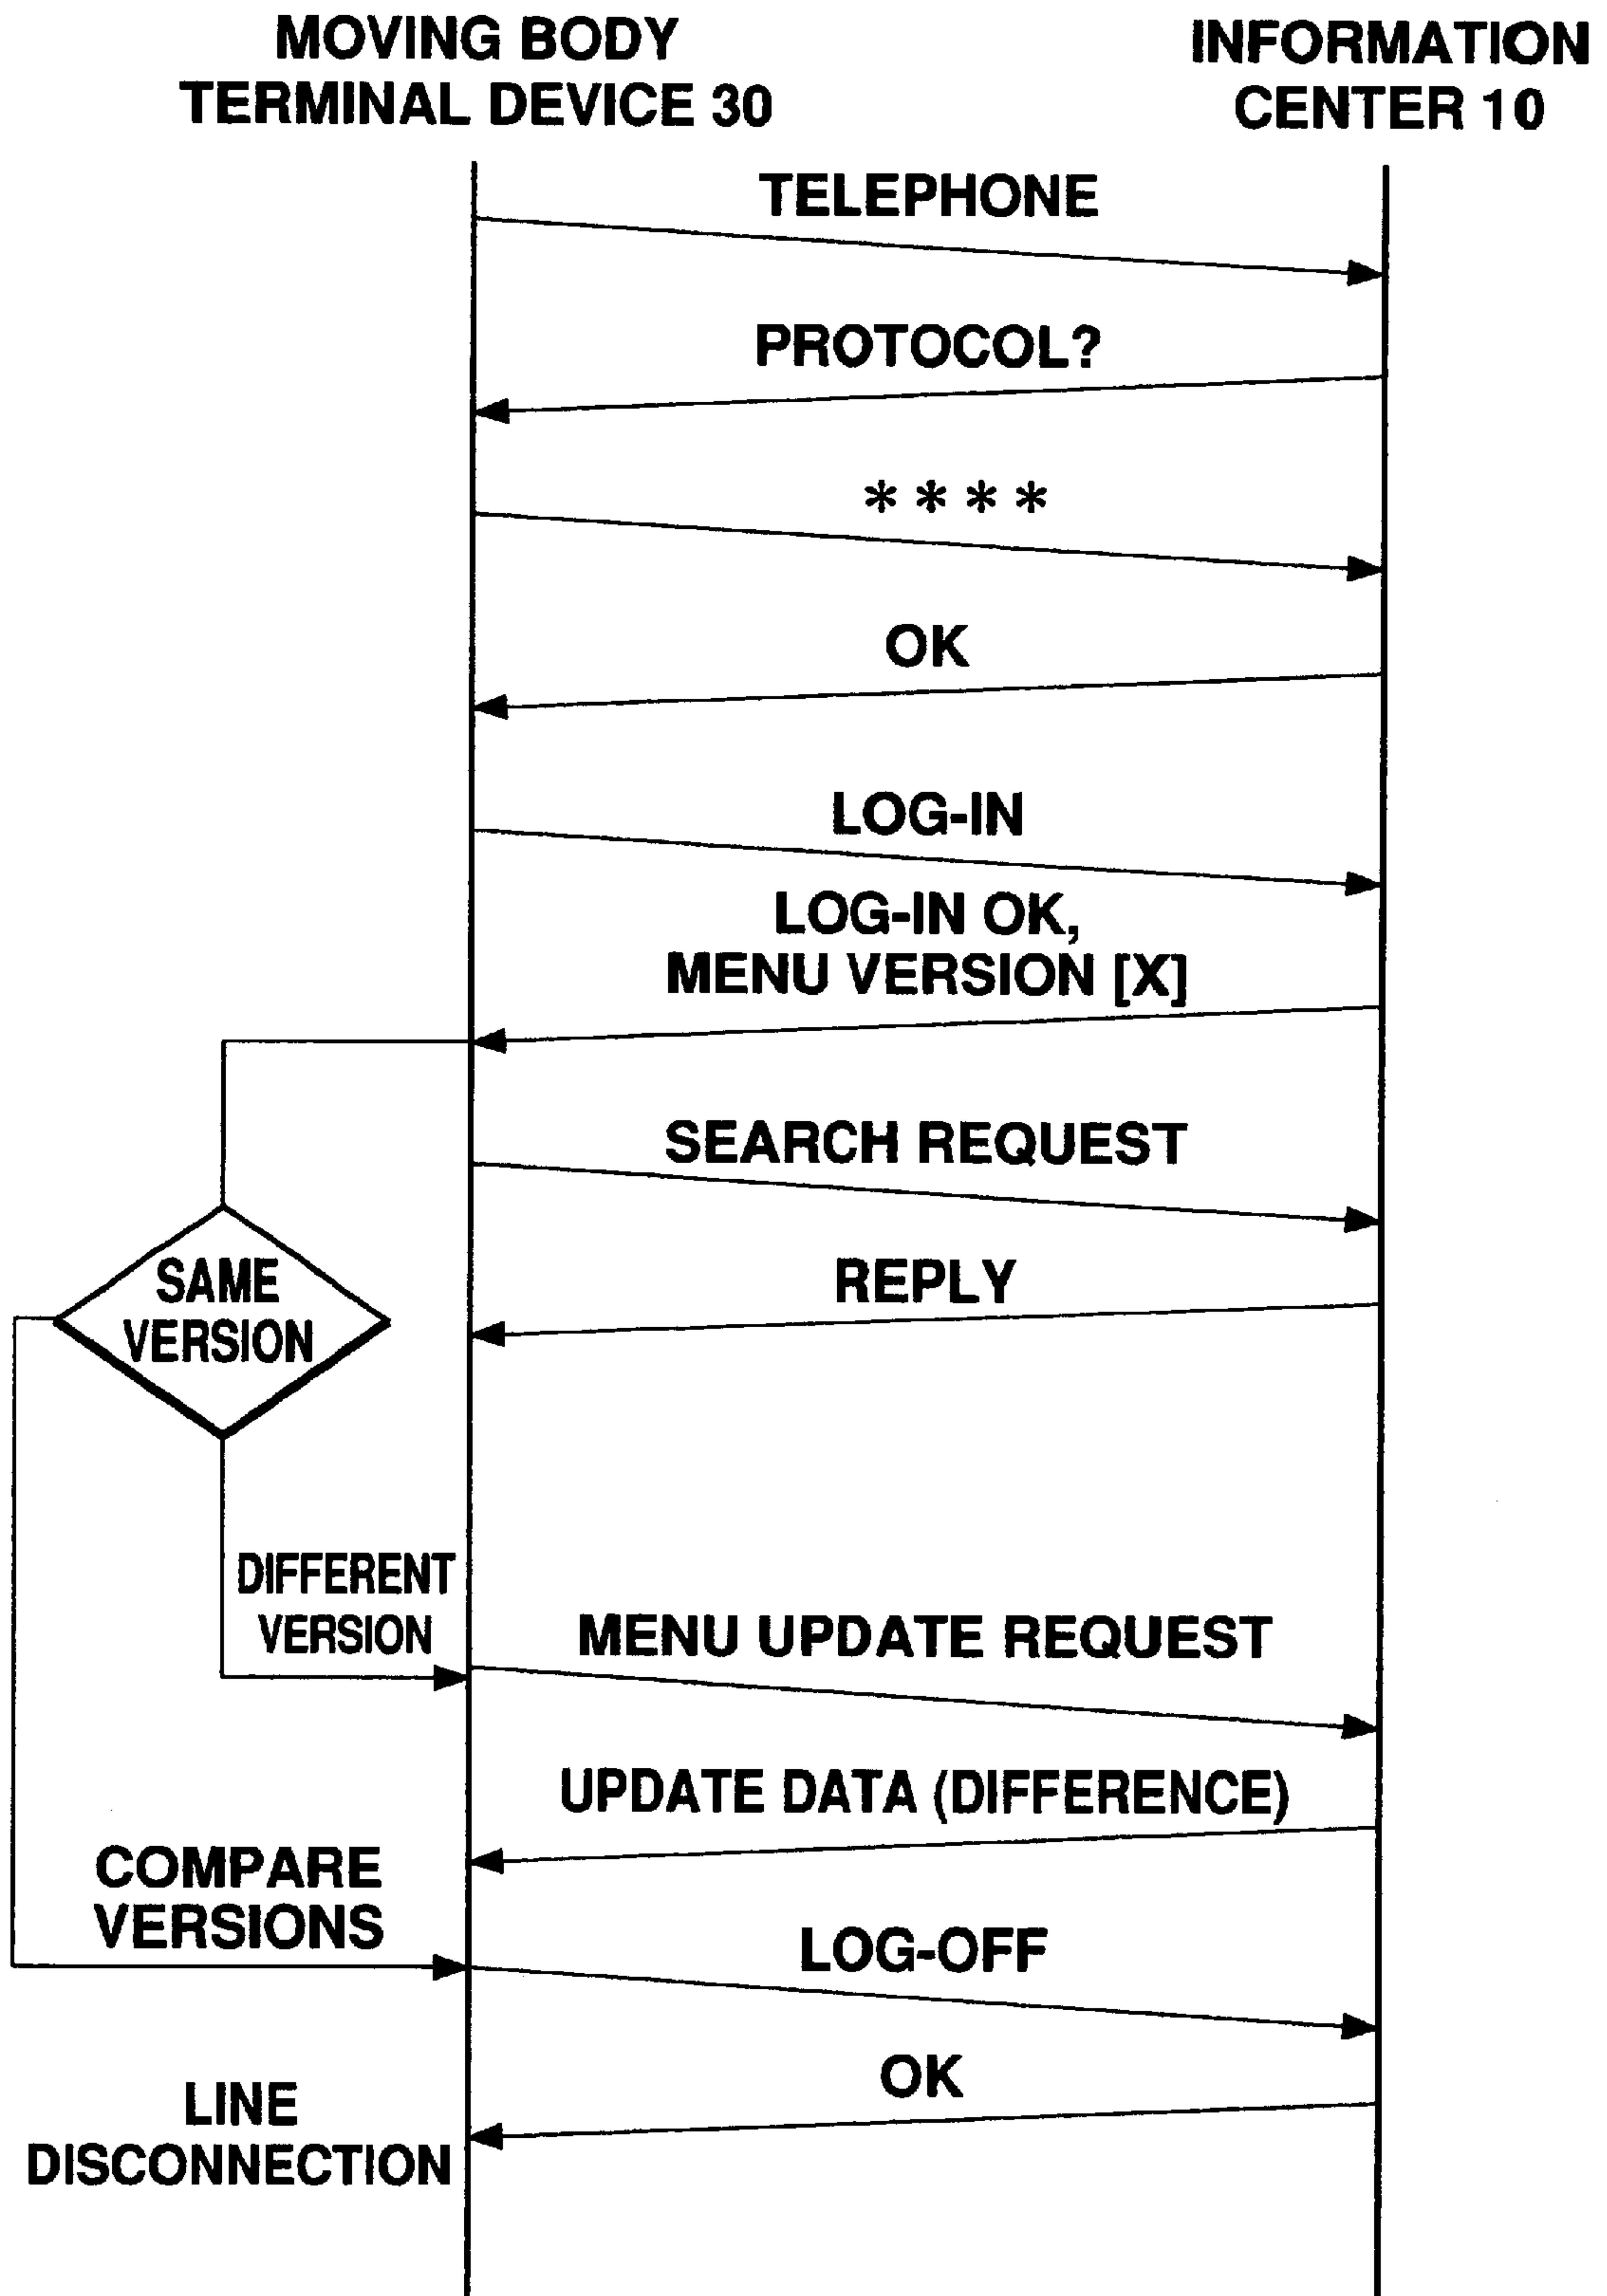 MOVING BODY
TERMINAL DEVICE 30
INFORMATION
CENTER 10
TELEPHONE
PROTOCOL?
****
OK
LOG-IN
LOG-IN OK,
MENU VERSION [X]
SEARCH REQUEST
SAME
VERSION
REPLY
DIFFERENT
VERSION
MENU UPDATE REQUEST
UPDATE DATA (DIFFERENCE)
COMPARE
VERSIONS
LOG-OFF
OK
LINE
DISCONNECTION